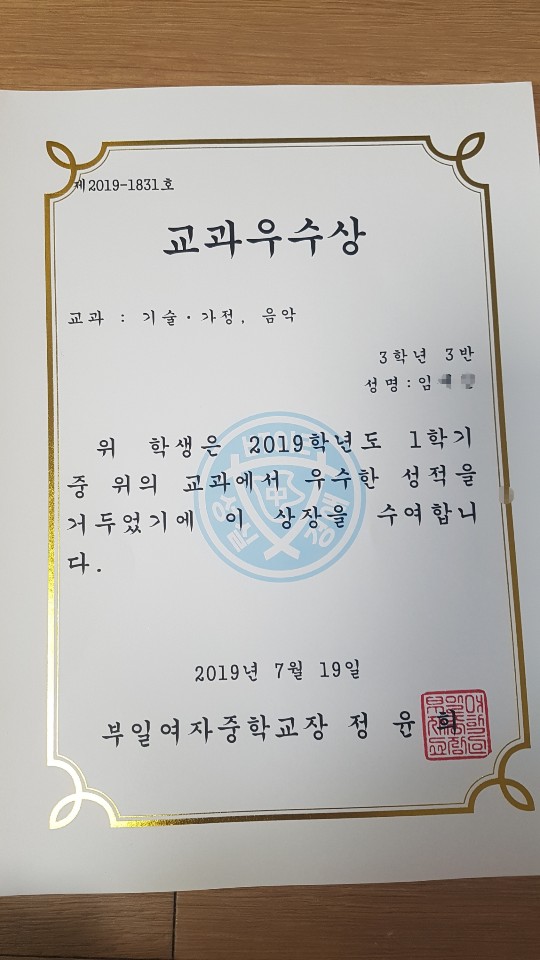 제2019-1831호
교과우수상
교과 : 기술·가정, 음악
3학년 3반
성명 : 임
위 학생은 2019학년도 1학기
중 위의 교과에서 우수한 성적을
거두었기에 이 상장을 수여합니
다.
2019년 7월 19일
부일여자중학교장 정 윤